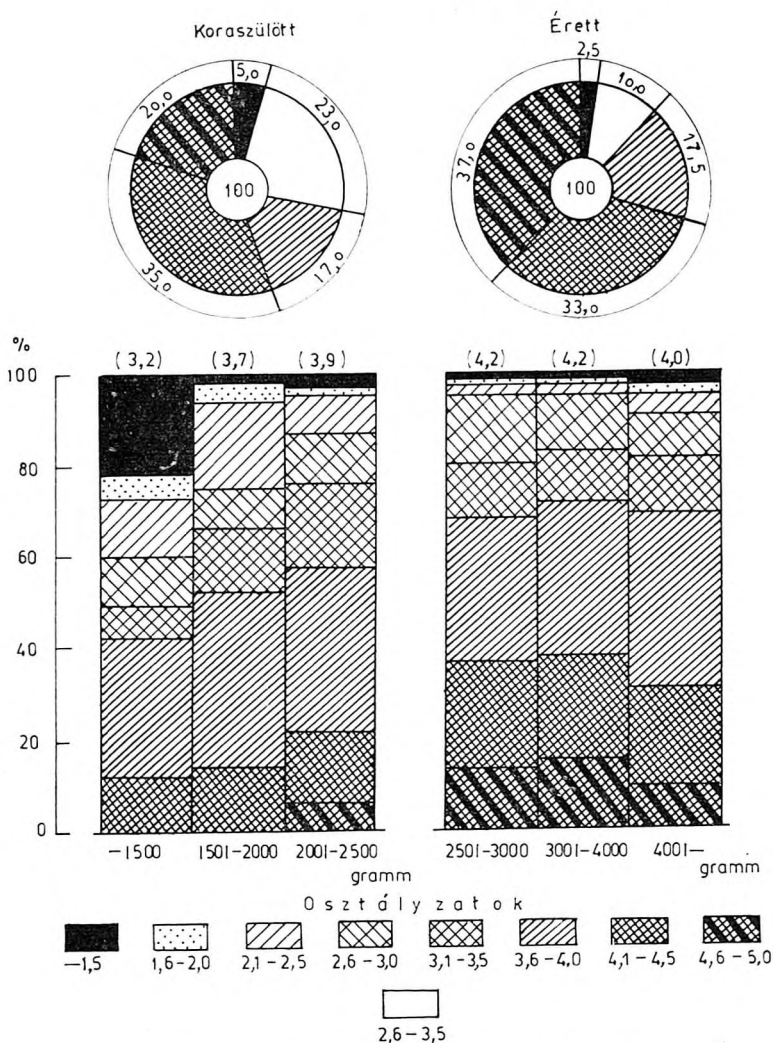 Koraszülött
Érett
5,0
23,0
17,0
35,0
20,0
100
2,5
10,0
17,5
33,0
37,0
100
%
(3,2) (3,7) (3,9) (4,2) (4,2) (4,0)
100
80
60
40
20
0
—1500 1501–2000 2001–2500 2501–3000 3001–4000 4001—
gramm gramm
Osztályzatok
—1,5 1,6–2,0 2,1–2,5 2,6–3,0 3,1–3,5 3,6–4,0 4,1–4,5 4,6–5,0
2,6–3,5